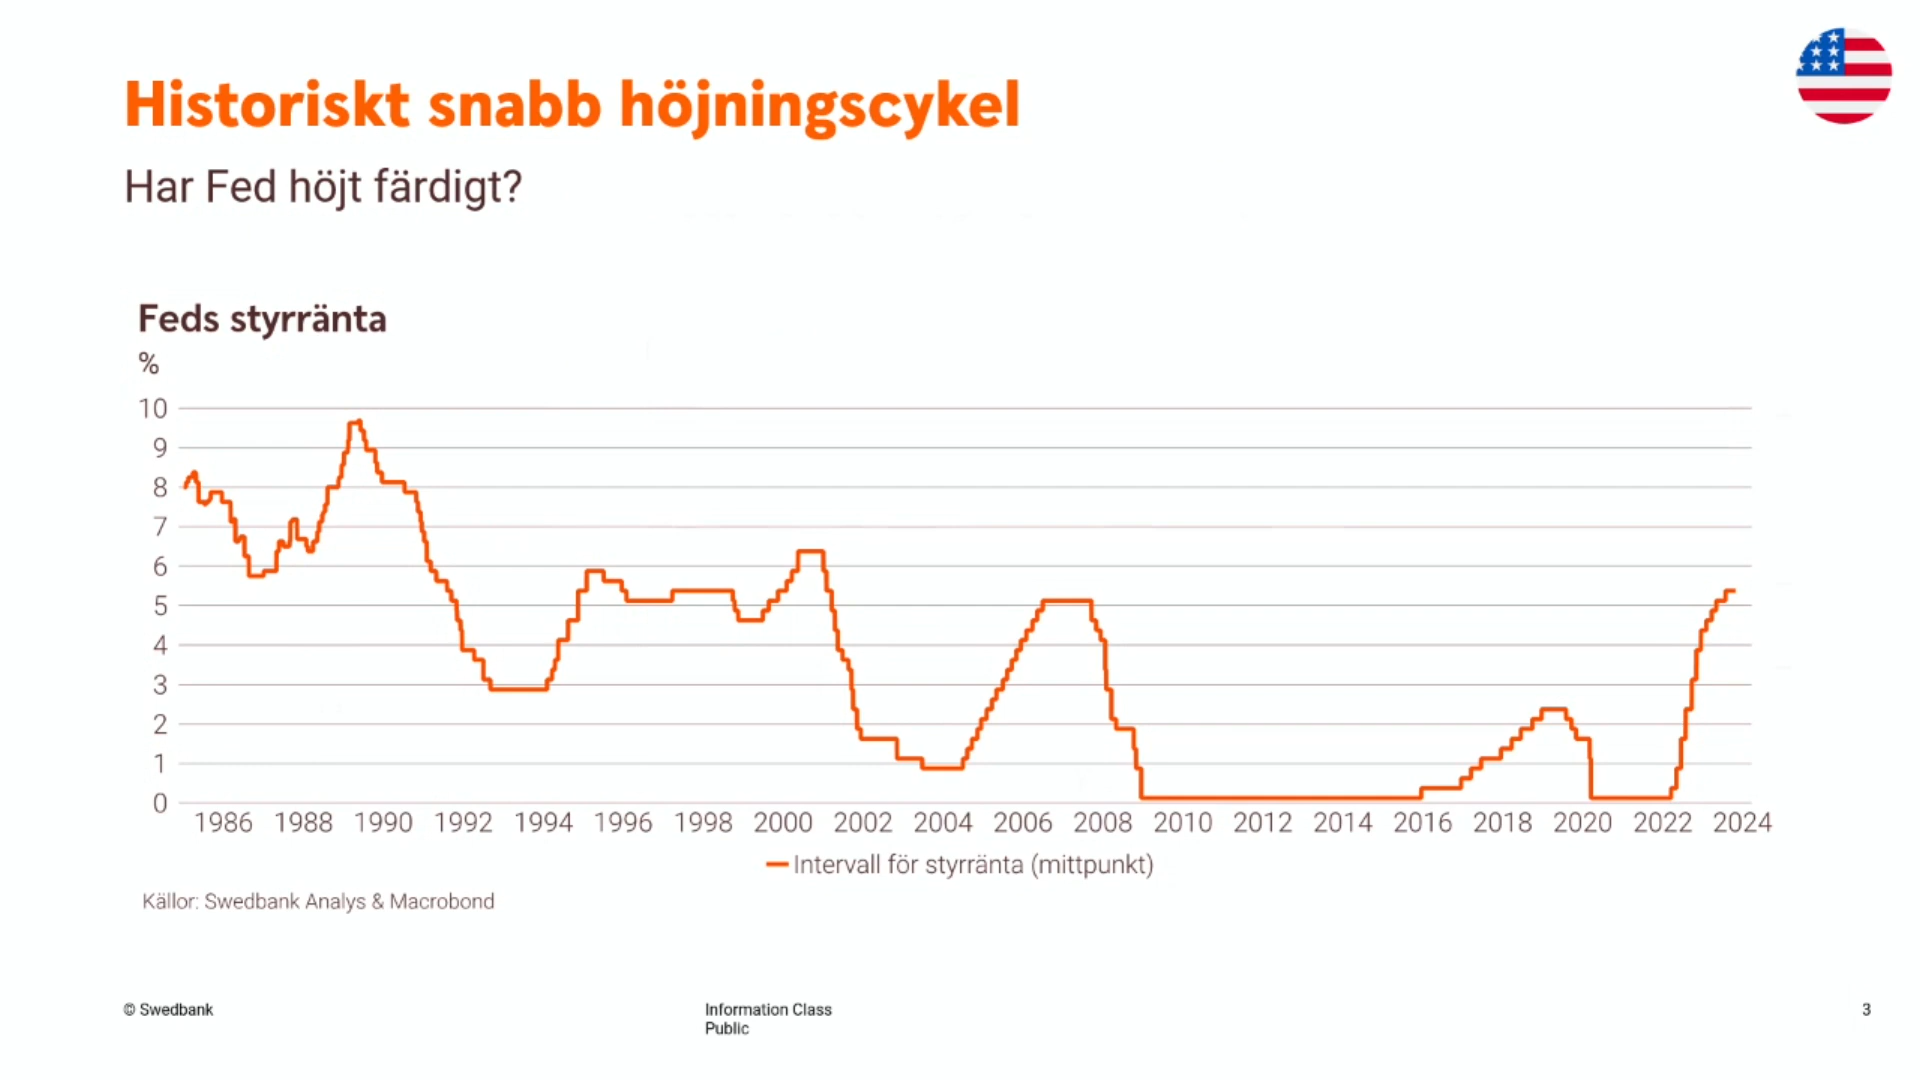 Historiskt snabb höjningscykel
Har Fed höjt färdigt?
Feds styrränta
%
10
9
8
7
6
5
4
3
2
1
0
1986 1988 1990 1992 1994 1996 1998 2000 2002 2004 2006 2008 2010 2012 2014 2016 2018 2020 2022 2024
Intervall för styrränta (mittpunkt)
Källor: Swedbank Analys & Macrobond
© Swedbank
Information Class
Public
3